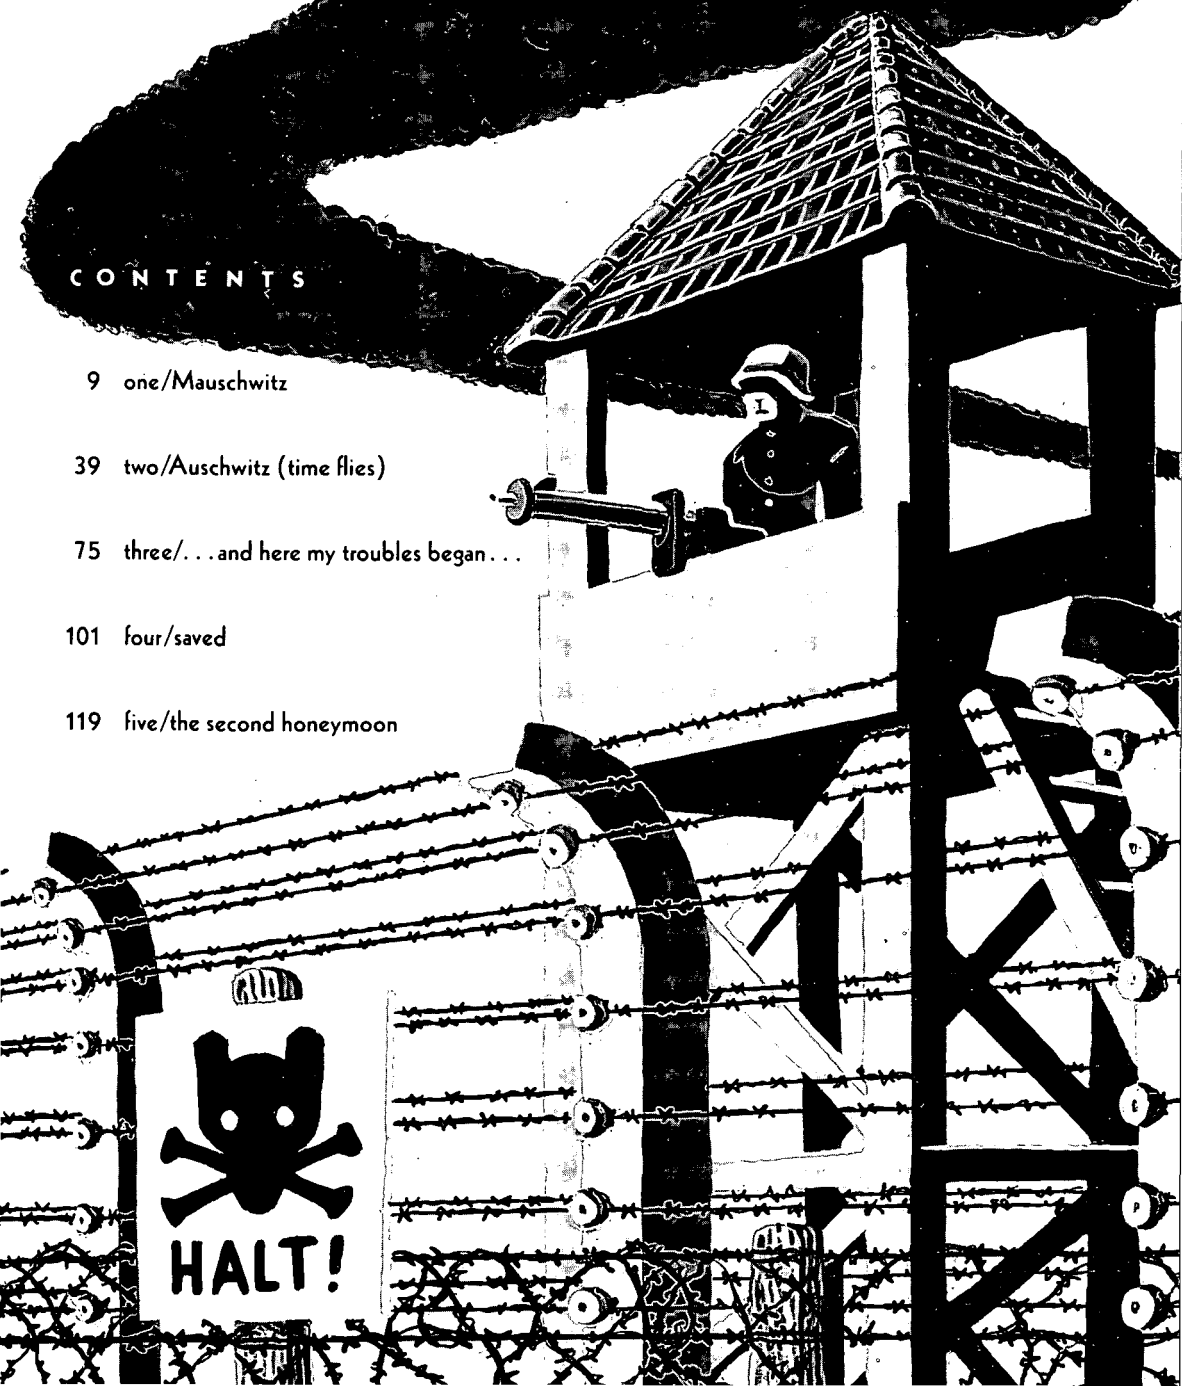 CONTENTS
9 one/Mauschwitz
39 two/Auschwitz (time flies)
75 three/...and here my troubles began...
101 four/saved
119 five/the second honeymoon
HALT!